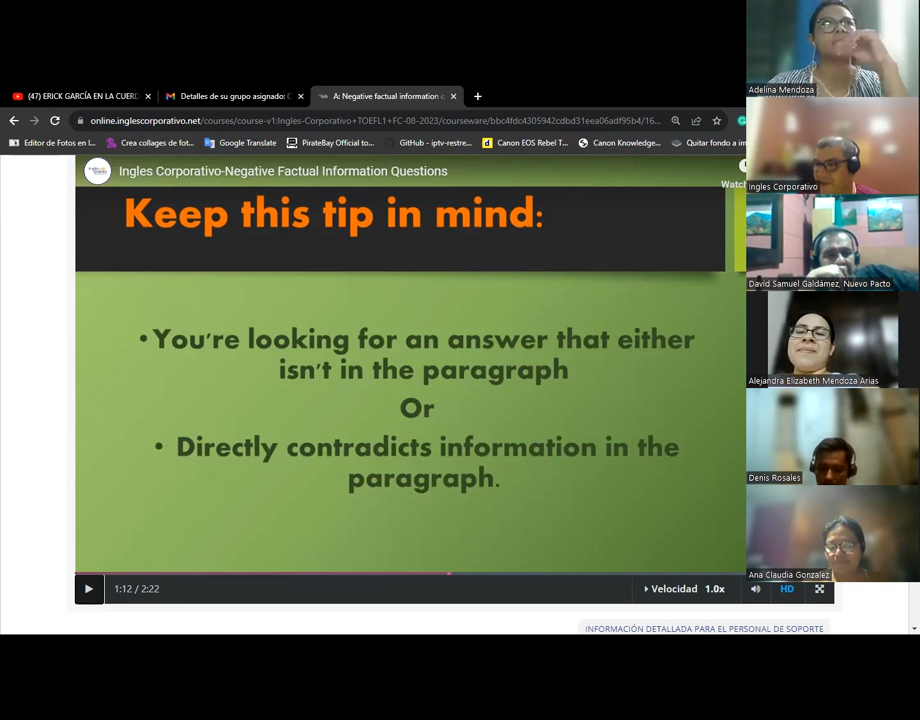 (47) ERICK GARCÍA EN LA CUERD
Detalles de su grupo asignado: C
A: Negative factual information q
online.inglescorporativo.net/courses/course-v1:Ingles-Corporativo+TOEFL1+FC-08-2023/courseware/bbc4fdc4305942cdbd31eea06adf95b4/16...
Editor de Fotos en l...
Crea collages de fot...
Google Translate
PirateBay Official to...
GitHub - iptv-restre...
Canon EOS Rebel T...
Canon Knowledge...
Quitar fondo a im
Ingles Corporativo-Negative Factual Information Questions
Watch
Keep this tip in mind:
• You're looking for an answer that either
isn't in the paragraph
Or
• Directly contradicts information in the
paragraph.
1:12 / 2:22
Velocidad 1.0x
HD
INFORMACIÓN DETALLADA PARA EL PERSONAL DE SOPORTE
Adelina Mendoza
Ingles Corporativo
David Samuel Galdámez, Nuevo Pacto
Alejandra Elizabeth Mendoza Arias
Denis Rosales
Ana Claudia Gonzalez